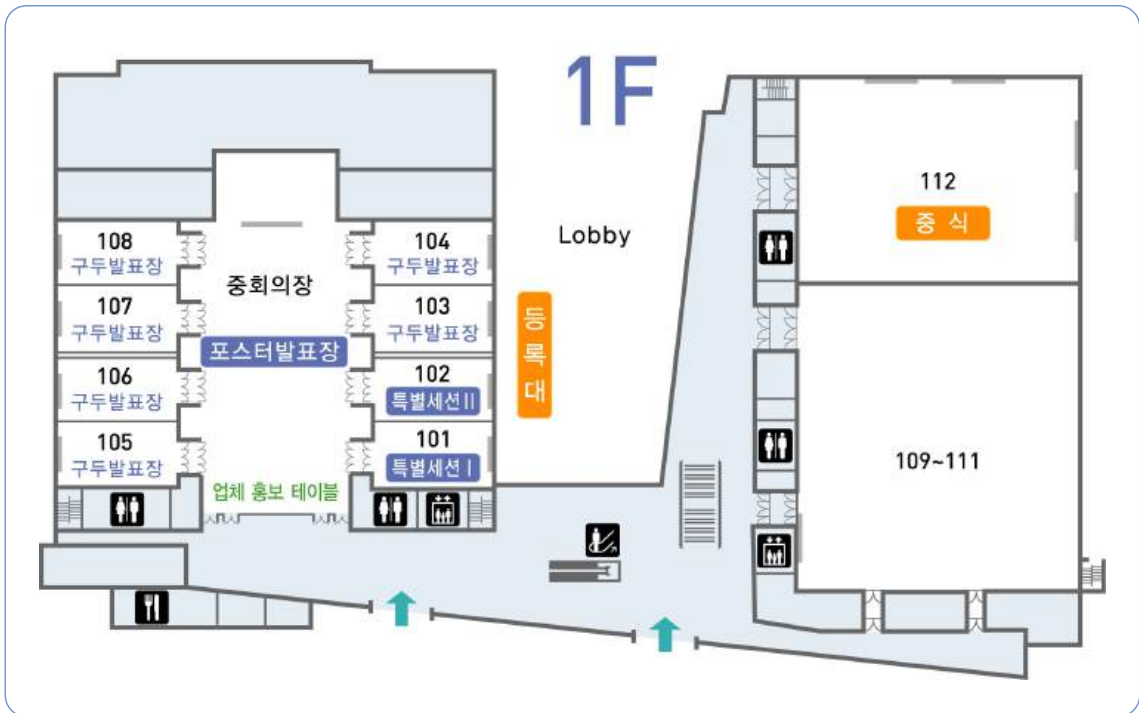 1F
108
구두발표장
107
구두발표장
106
구두발표장
105
구두발표장
중회의장
포스터발표장
업체 홍보 테이블
104
구두발표장
103
구두발표장
102
특별세션Ⅱ
101
특별세션Ⅰ
Lobby
등록대
112
중 식
109~111